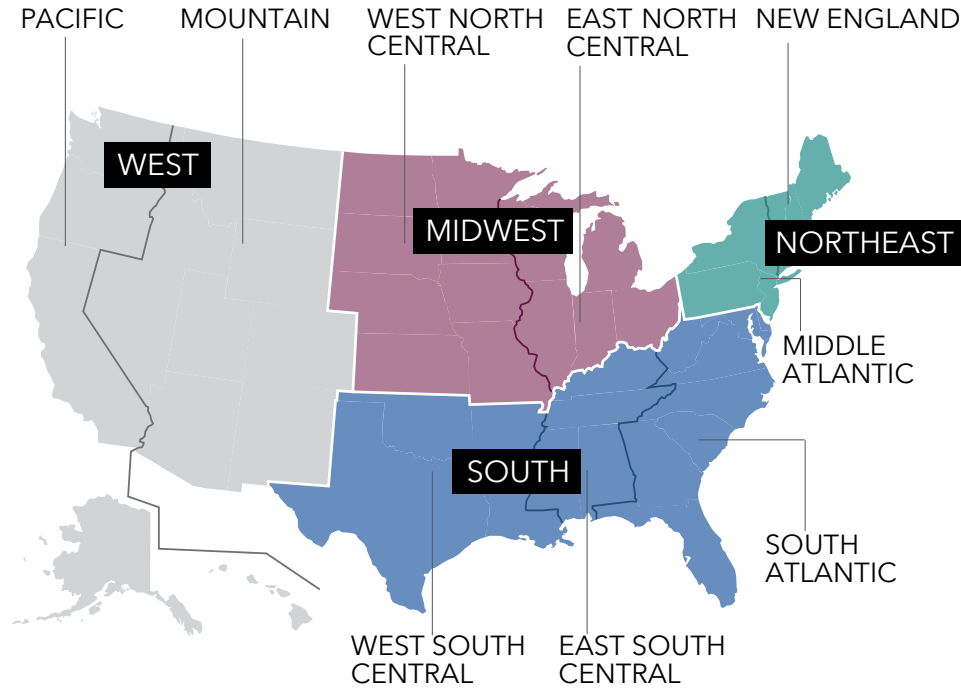 PACIFIC
MOUNTAIN
WEST NORTH
CENTRAL
EAST NORTH
CENTRAL
NEW ENGLAND
WEST
MIDWEST
NORTHEAST
MIDDLE
ATLANTIC
SOUTH
SOUTH
ATLANTIC
WEST SOUTH
CENTRAL
EAST SOUTH
CENTRAL